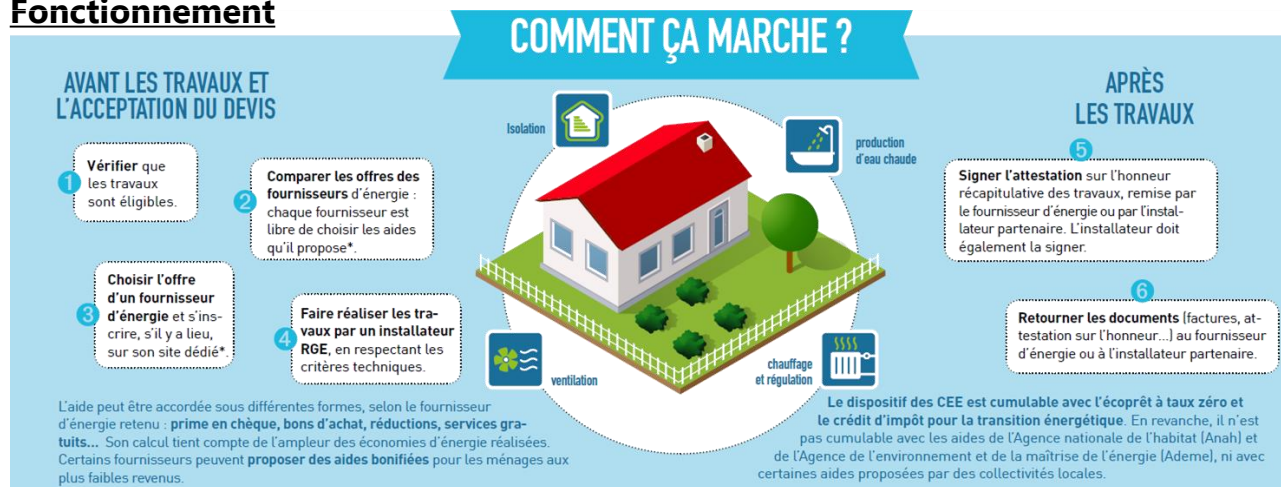 Fonctionnement
COMMENT ÇA MARCHE ?
AVANT LES TRAVAUX ET
L'ACCEPTATION DU DEVIS
1
Vérifier que
les travaux
sont éligibles.
2
Comparer les offres des
fournisseurs d'énergie :
chaque fournisseur est
libre de choisir les aides
qu'il propose*.
3
Choisir l'offre
d'un fournisseur
d'énergie et s'ins-
crire, s'il y a lieu,
sur son site dédié*.
4
Faire réaliser les tra-
vaux par un installateur
RGE, en respectant les
critères techniques.
L'aide peut être accordée sous différentes formes, selon le fournisseur
d'énergie retenu : prime en chèque, bons d'achat, réductions, services gra-
tuits... Son calcul tient compte de l'ampleur des économies d'énergie réalisées.
Certains fournisseurs peuvent proposer des aides bonifiées pour les ménages aux
plus faibles revenus.
Isolation
production
d'eau chaude
ventilation
chauffage
et régulation
APRÈS
LES TRAVAUX
5
Signer l'attestation sur l'honneur
récapitulative des travaux, remise par
le fournisseur d'énergie ou par l'instal-
lateur partenaire. L'installateur doit
également la signer.
6
Retourner les documents (factures, at-
testation sur l'honneur...) au fournisseur
d'énergie ou à l'installateur partenaire.
Le dispositif des CEE est cumulable avec l'écoprêt à taux zéro et
le crédit d'impôt pour la transition énergétique. En revanche, il n'est
pas cumulable avec les aides de l'Agence nationale de l'habitat (Anah) et
de l'Agence de l'environnement et de la maîtrise de l'énergie (Ademe), ni avec
certaines aides proposées par des collectivités locales.